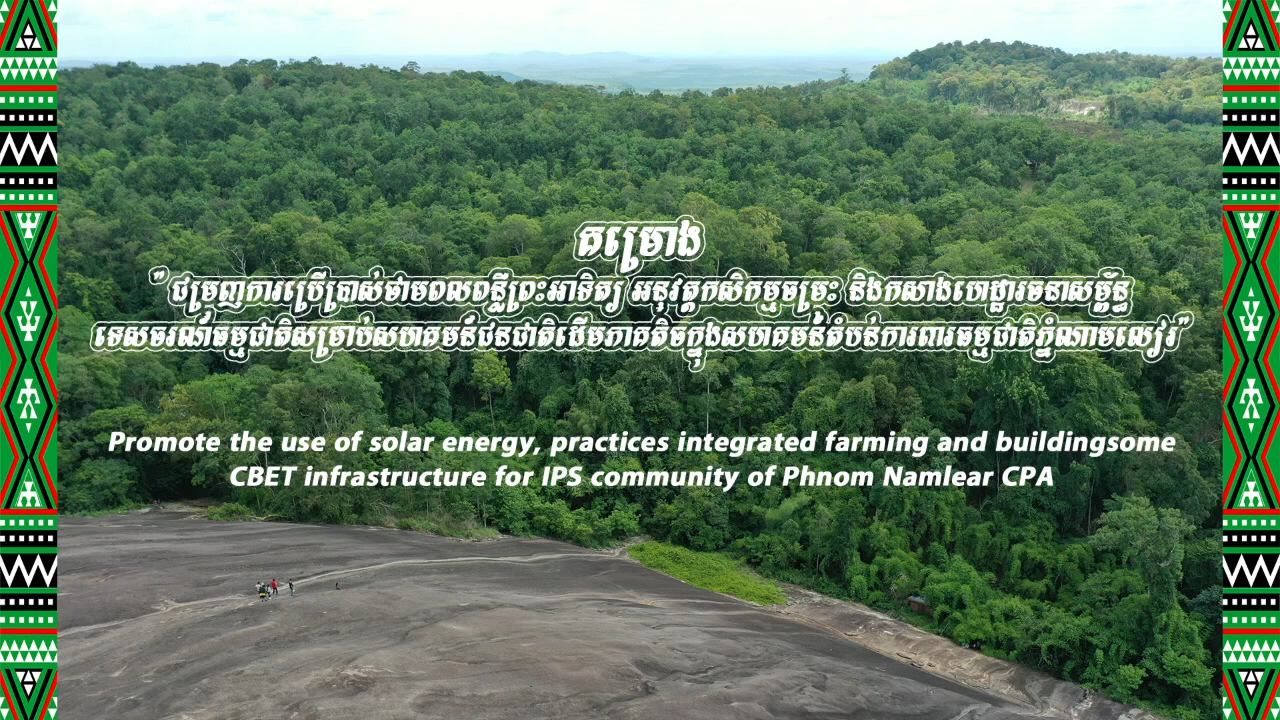 គម្រោង
"ជម្រុញការប្រើប្រាស់ថាមពលពន្លឺព្រះអាទិត្យ អនុវត្តកសិកម្មចម្រុះ និងកសាងហេដ្ឋារចនាសម្ព័ន្ធ
ទេសចរណ៍ធម្មជាតិសម្រាប់សហគមន៍ជនជាតិដើមភាគតិចក្នុងសហគមន៍តំបន់ការពារធម្មជាតិភ្នំណាមលៀរ"
Promote the use of solar energy, practices integrated farming and buildingsome
CBET infrastructure for IPS community of Phnom Namlear CPA